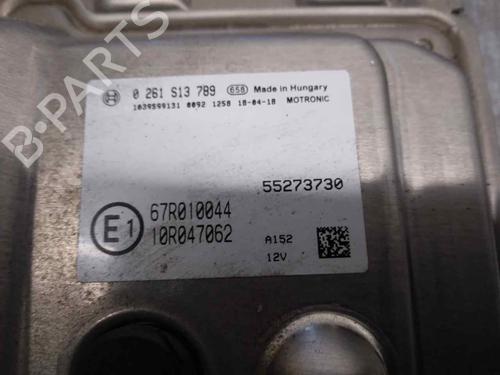 0 261 S13 789 658 Made in Hungary
1039S99131 0092 1258 18-04-18 MOTRONIC
55273730
E1 67R010044
10R047062
A152
12V
B-Parts